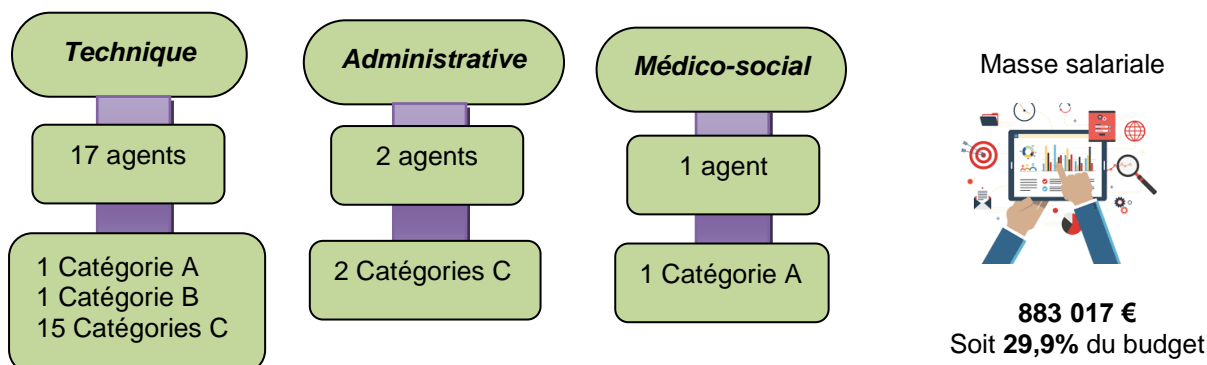 Technique
17 agents
1 Catégorie A
1 Catégorie B
15 Catégories C
Administrative
2 agents
2 Catégories C
Médico-social
1 agent
1 Catégorie A
Masse salariale
883 017 €
Soit 29,9% du budget